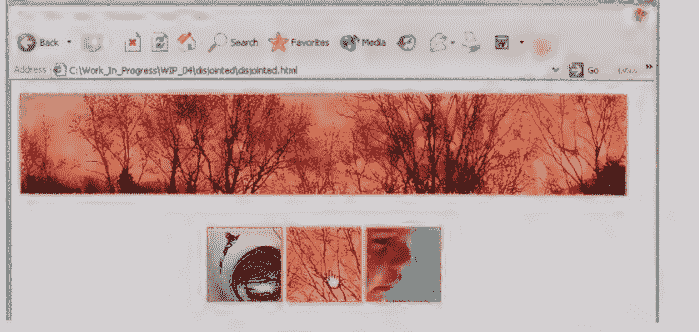 Back Search Favorites Media
Address C:\Work_In_Progress\WIP_04\disjointed\disjointed.html Go